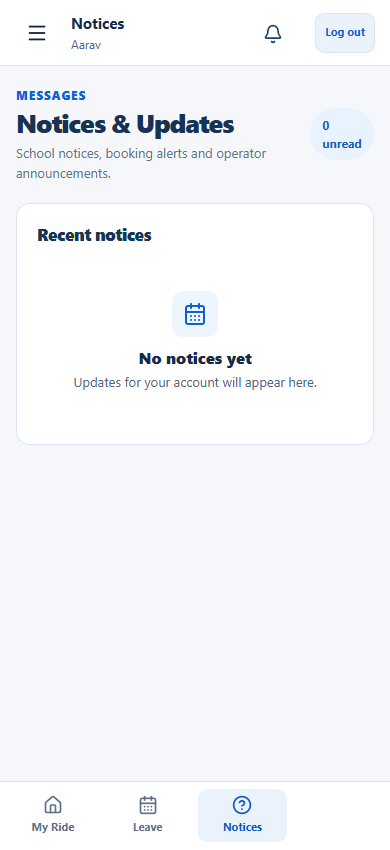 Notices
Aarav
Log out
MESSAGES
Notices & Updates
School notices, booking alerts and operator
announcements.
0
unread
Recent notices
No notices yet
Updates for your account will appear here.
My Ride
Leave
Notices